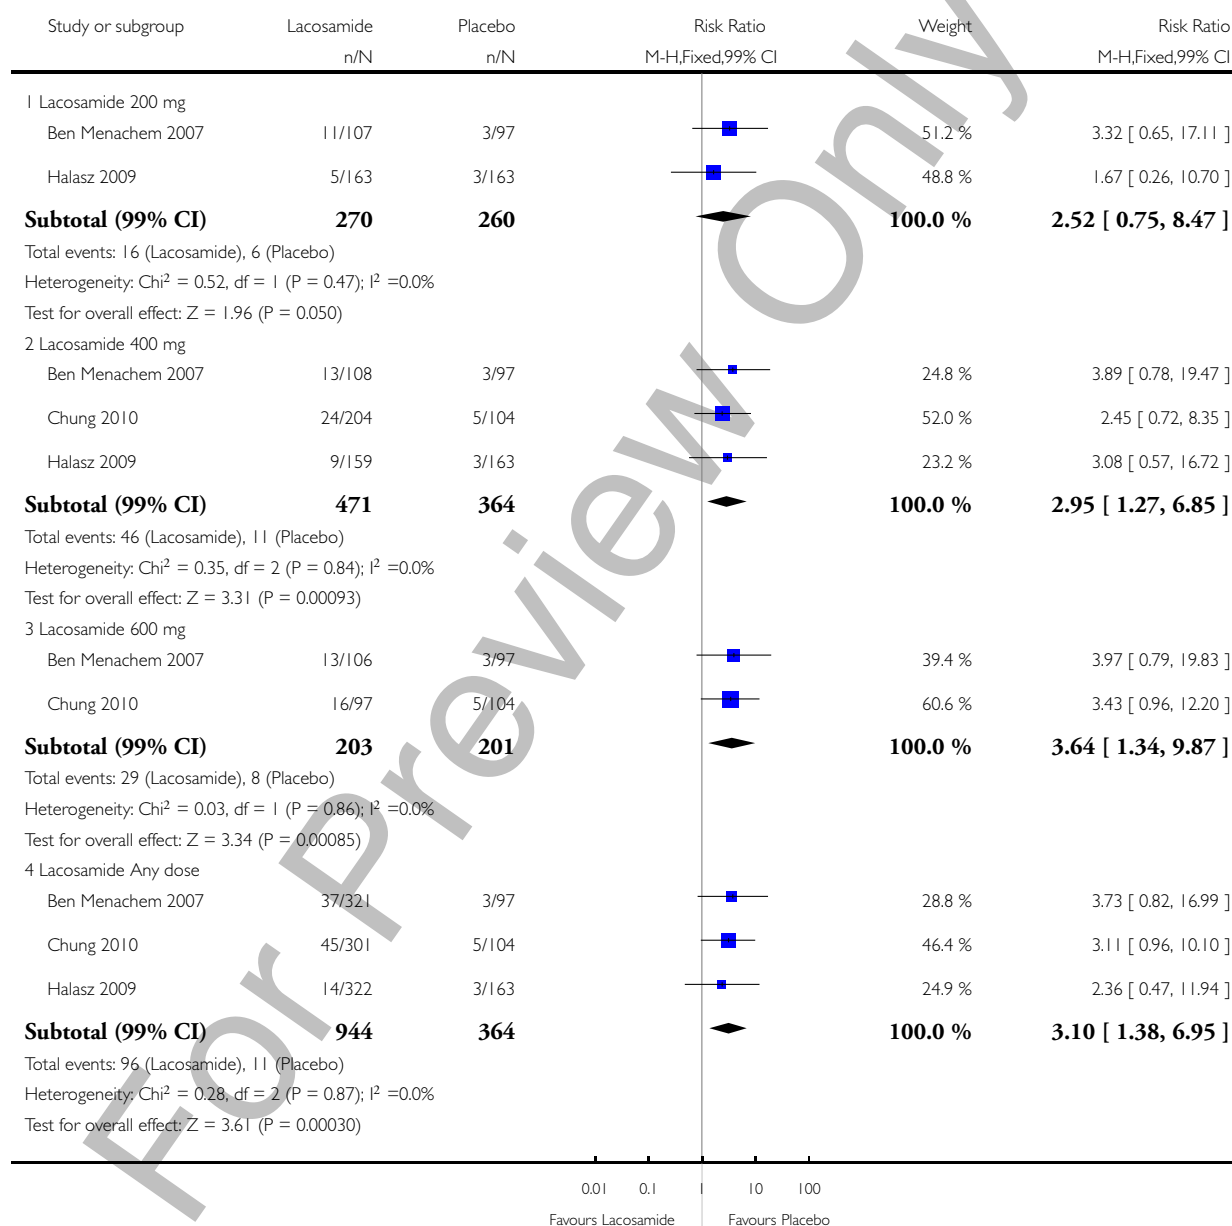 Study or subgroup Lacosamide Placebo Risk Ratio Weight Risk Ratio
n/N n/N M-H,Fixed,99% CI M-H,Fixed,99% CI
1 Lacosamide 200 mg
Ben Menachem 2007 11/107 3/97 51.2 % 3.32 [ 0.65, 17.11 ]
Halasz 2009 5/163 3/163 48.8 % 1.67 [ 0.26, 10.70 ]
Subtotal (99% CI) 270 260 100.0 % 2.52 [ 0.75, 8.47 ]
Total events: 16 (Lacosamide), 6 (Placebo)
Heterogeneity: Chi² = 0.52, df = 1 (P = 0.47); I² =0.0%
Test for overall effect: Z = 1.96 (P = 0.050)
2 Lacosamide 400 mg
Ben Menachem 2007 13/108 3/97 24.8 % 3.89 [ 0.78, 19.47 ]
Chung 2010 24/204 5/104 52.0 % 2.45 [ 0.72, 8.35 ]
Halasz 2009 9/159 3/163 23.2 % 3.08 [ 0.57, 16.72 ]
Subtotal (99% CI) 471 364 100.0 % 2.95 [ 1.27, 6.85 ]
Total events: 46 (Lacosamide), 11 (Placebo)
Heterogeneity: Chi² = 0.35, df = 2 (P = 0.84); I² =0.0%
Test for overall effect: Z = 3.31 (P = 0.00093)
3 Lacosamide 600 mg
Ben Menachem 2007 13/106 3/97 39.4 % 3.97 [ 0.79, 19.83 ]
Chung 2010 16/97 5/104 60.6 % 3.43 [ 0.96, 12.20 ]
Subtotal (99% CI) 203 201 100.0 % 3.64 [ 1.34, 9.87 ]
Total events: 29 (Lacosamide), 8 (Placebo)
Heterogeneity: Chi² = 0.03, df = 1 (P = 0.86); I² =0.0%
Test for overall effect: Z = 3.34 (P = 0.00085)
4 Lacosamide Any dose
Ben Menachem 2007 37/321 3/97 28.8 % 3.73 [ 0.82, 16.99 ]
Chung 2010 45/301 5/104 46.4 % 3.11 [ 0.96, 10.10 ]
Halasz 2009 14/322 3/163 24.9 % 2.36 [ 0.47, 11.94 ]
Subtotal (99% CI) 944 364 100.0 % 3.10 [ 1.38, 6.95 ]
Total events: 96 (Lacosamide), 11 (Placebo)
Heterogeneity: Chi² = 0.28, df = 2 (P = 0.87); I² =0.0%
Test for overall effect: Z = 3.61 (P = 0.00030)
0.01 0.1 1 10 100
Favours Lacosamide Favours Placebo
For Preview Only